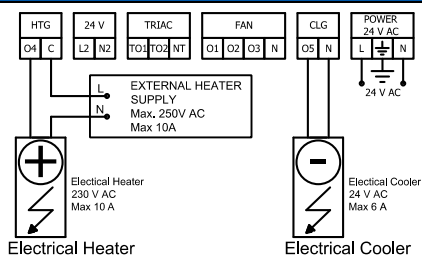 HTG 24 V TRIAC FAN CLG POWER 24 V AC
O4 C L2 N2 TO1 TO2 NT O1 O2 O3 N O5 N L N
L
N
EXTERNAL HEATER
SUPPLY
Max. 250V AC
Max 10A
24 V AC
+
-
Electical Heater
230 V AC
Max 10 A
Electical Cooler
24 V AC
Max 6 A
Electrical Heater
Electrical Cooler